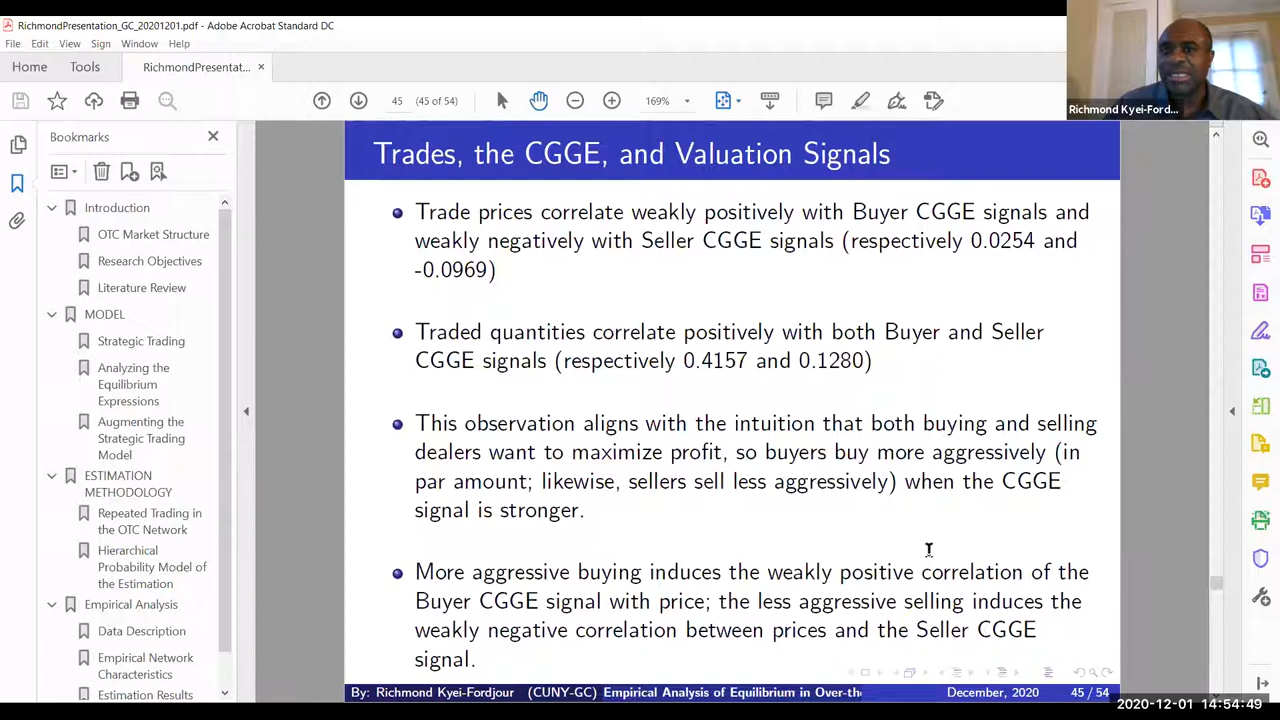 RichmondPresentation_GC_20201201.pdf - Adobe Acrobat Standard DC
File Edit View Sign Window Help
Home Tools RichmondPresentat... ×
45 (45 of 54) 169%
Richmond Kyei-Ford...
Bookmarks
Introduction
OTC Market Structure
Research Objectives
Literature Review
MODEL
Strategic Trading
Analyzing the
Equilibrium
Expressions
Augmenting the
Strategic Trading
Model
ESTIMATION
METHODOLOGY
Repeated Trading in
the OTC Network
Hierarchical
Probability Model of
the Estimation
Empirical Analysis
Data Description
Empirical Network
Characteristics
Estimation Results
Trades, the CGGE, and Valuation Signals
Trade prices correlate weakly positively with Buyer CGGE signals and
weakly negatively with Seller CGGE signals (respectively 0.0254 and
-0.0969)
Traded quantities correlate positively with both Buyer and Seller
CGGE signals (respectively 0.4157 and 0.1280)
This observation aligns with the intuition that both buying and selling
dealers want to maximize profit, so buyers buy more aggressively (in
par amount; likewise, sellers sell less aggressively) when the CGGE
signal is stronger.
More aggressive buying induces the weakly positive correlation of the
Buyer CGGE signal with price; the less aggressive selling induces the
weakly negative correlation between prices and the Seller CGGE
signal.
By: Richmond Kyei-Fordjour (CUNY-GC) Empirical Analysis of Equilibrium in Over-the December, 2020 45 / 54
2020-12-01 14:54:49